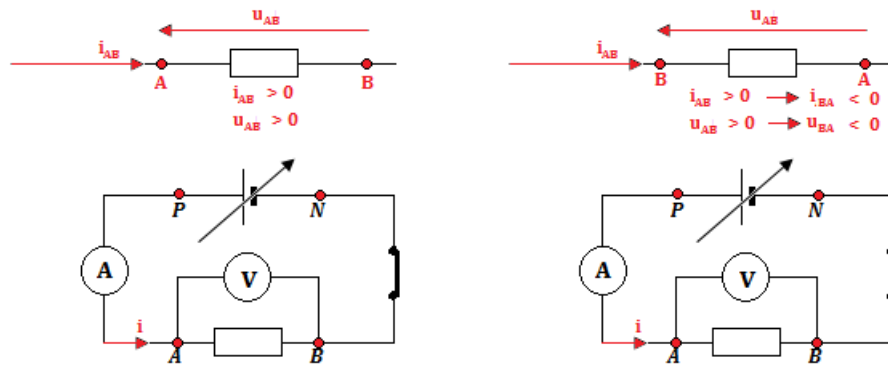 u_AB
i_AB
A B
i_AB > 0
u_AB > 0
P N
A
V
i
A B
u_AB
i_AB
B A
i_AB > 0 → i_BA < 0
u_AB > 0 → u_BA < 0
P N
A
V
i
A B